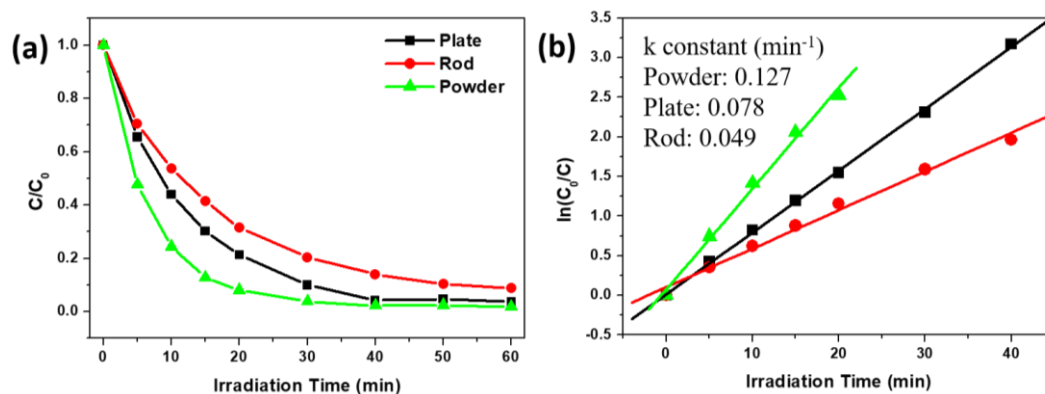 (a)
1.0
0.8
0.6
0.4
0.2
0.0
C/C₀
Plate
Rod
Powder
0 10 20 30 40 50 60
Irradiation Time (min)
(b)
3.5
3.0
2.5
2.0
1.5
1.0
0.5
0.0
-0.5
ln(C₀/C)
k constant (min⁻¹)
Powder: 0.127
Plate: 0.078
Rod: 0.049
0 10 20 30 40
Irradiation Time (min)